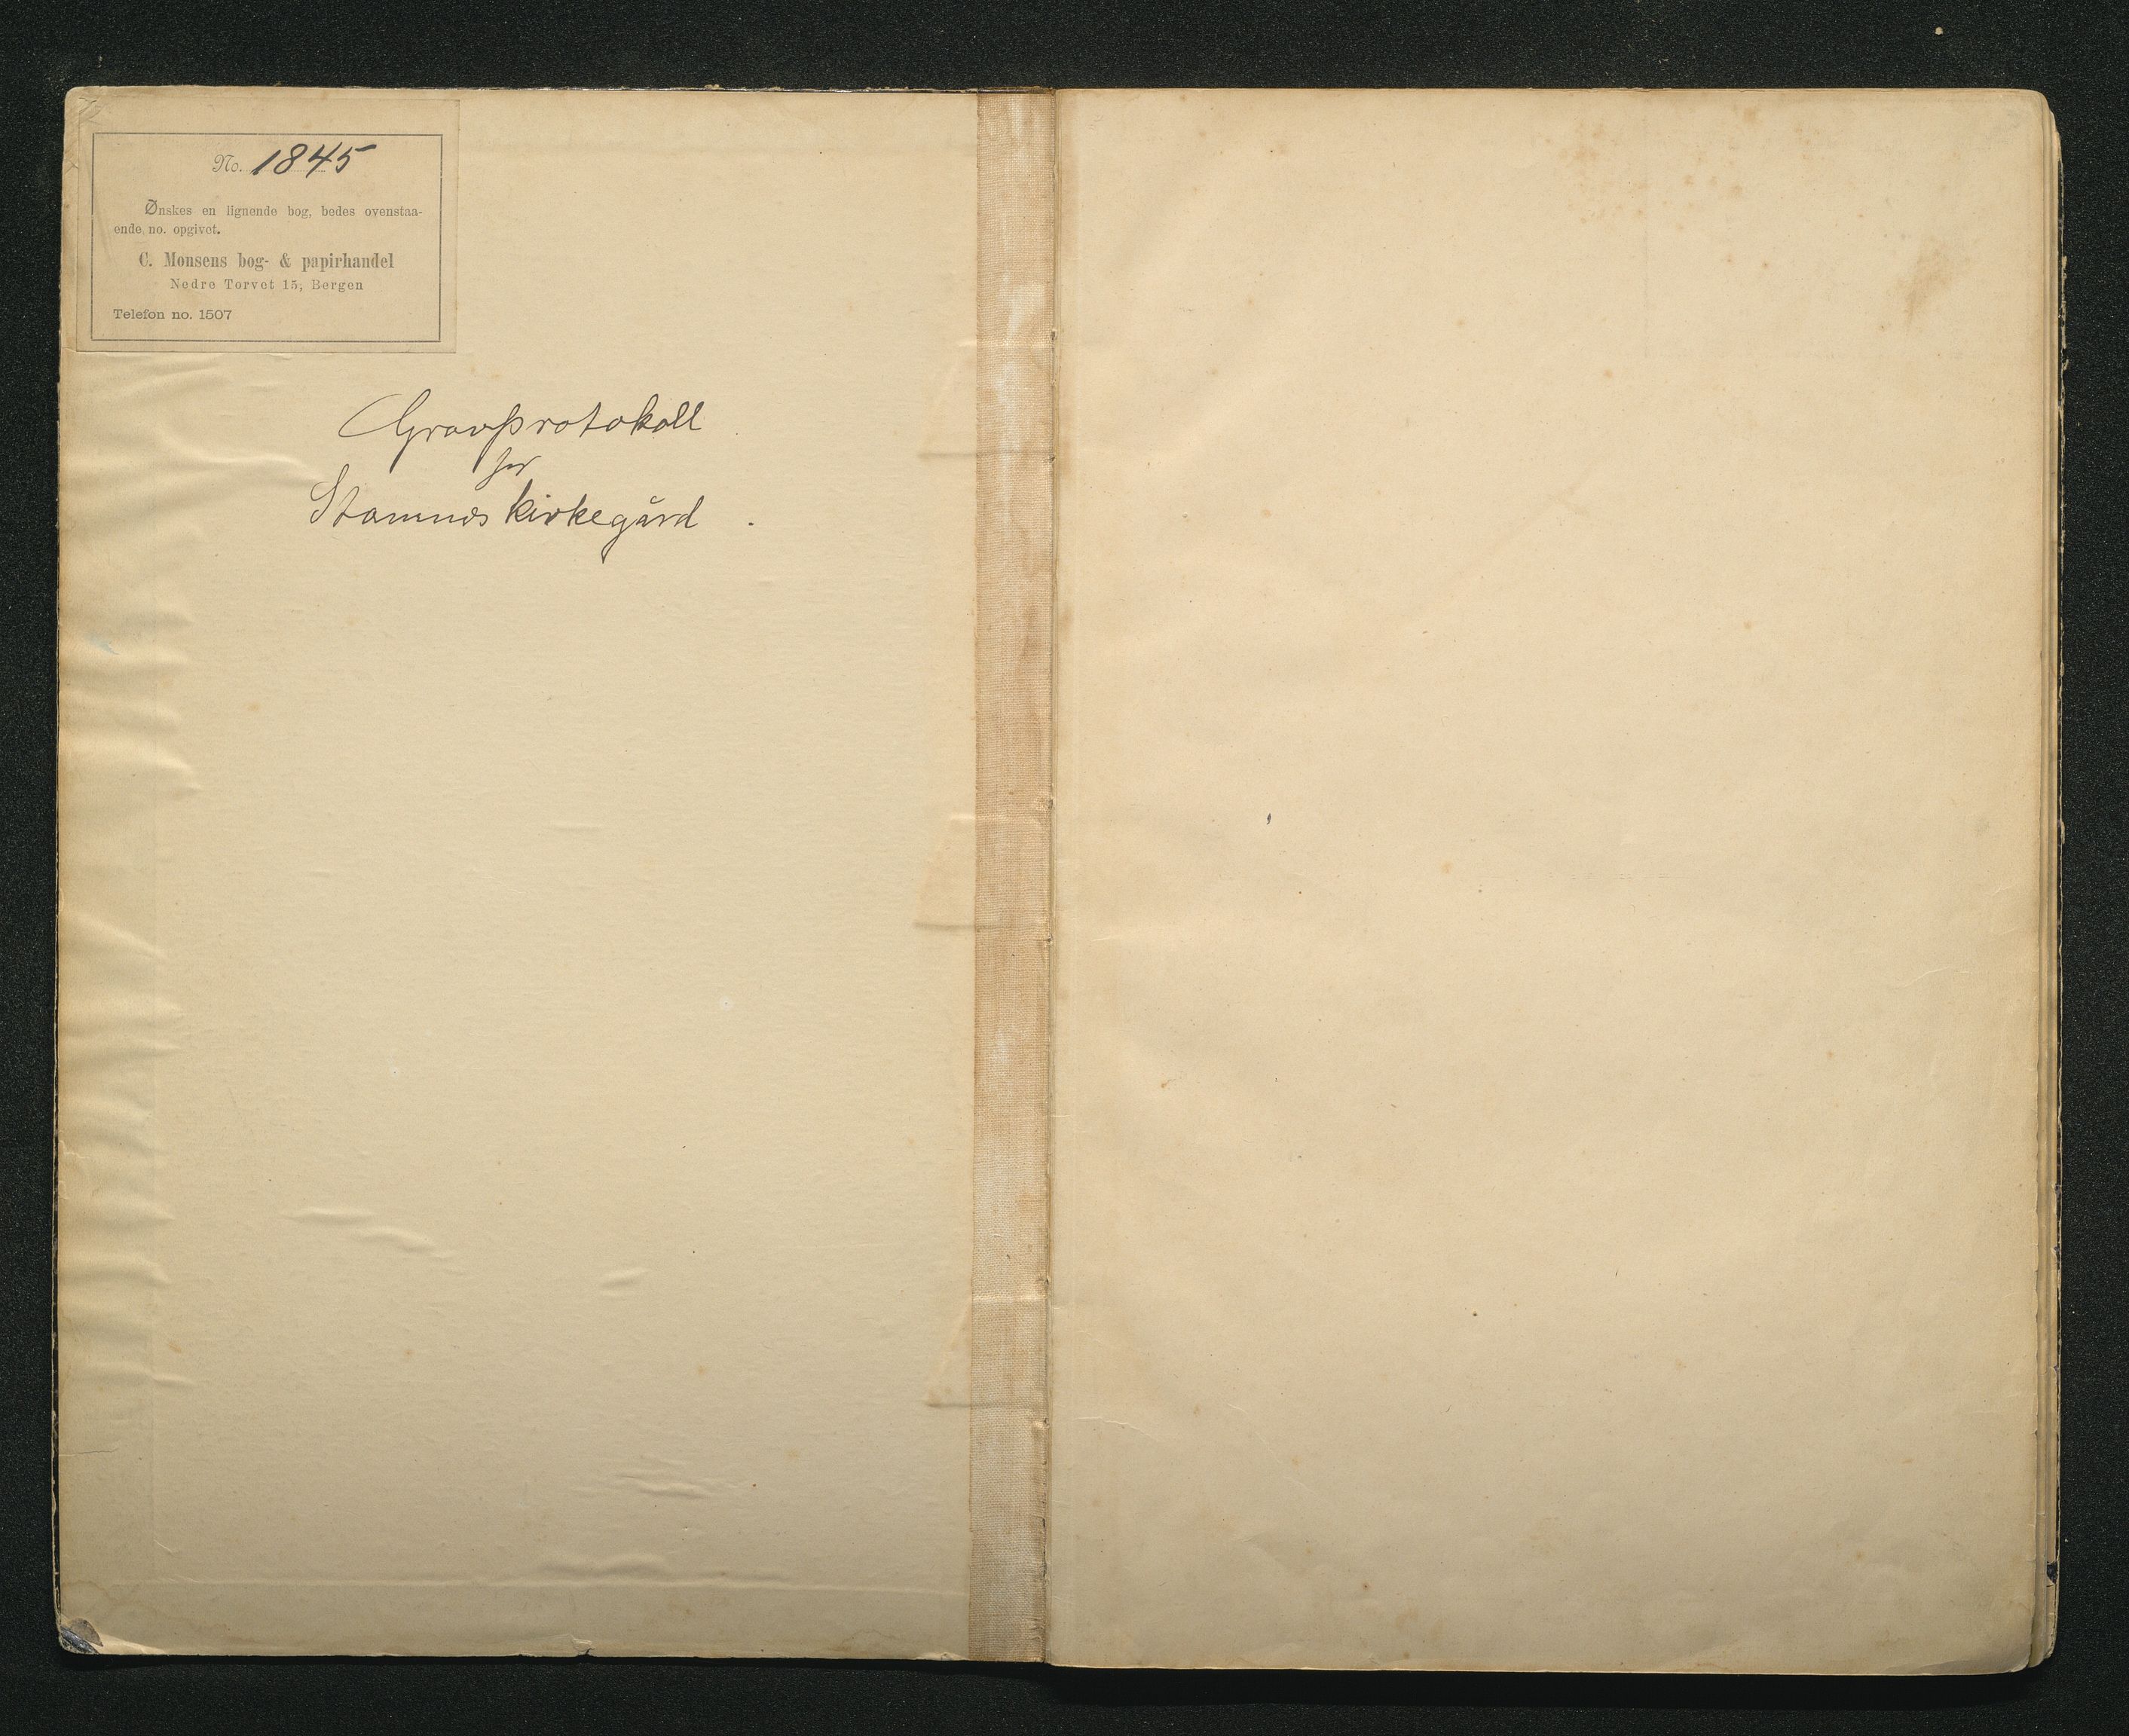 No. 1845
Ønskes en lignende bog, bedes ovenstaa-
ende no. opgivet.
C. Monsens bog- & papirhandel
Nedre Torvet 15, Bergen
Telefon no. 1507
Gravprotokoll
for
Stamnes kirkegård.